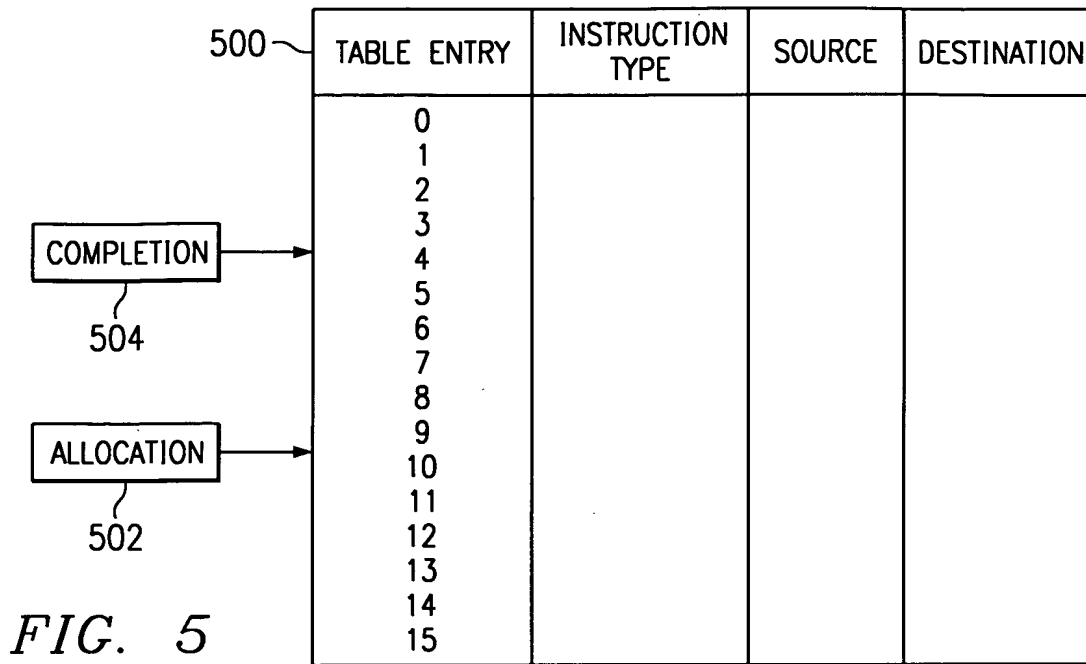 500
TABLE ENTRY
INSTRUCTION
TYPE
SOURCE
DESTINATION
0
1
2
3
COMPLETION
4
504
5
6
7
8
9
ALLOCATION
10
502
11
12
13
14
15
FIG. 5